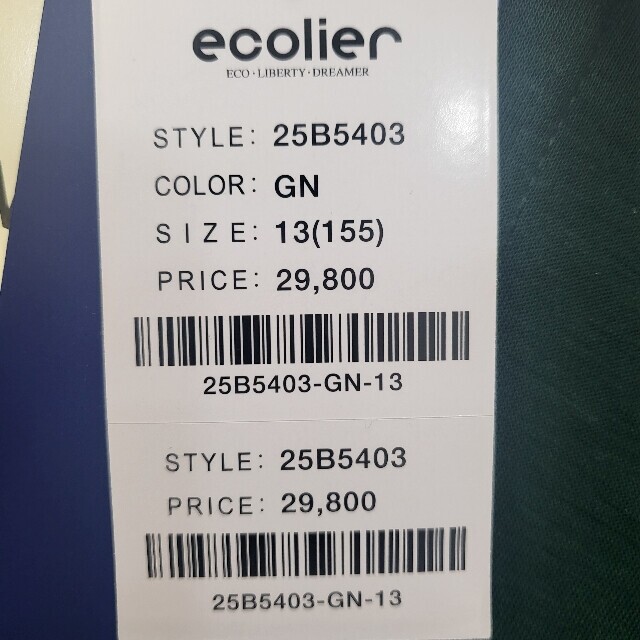 ecolier
ECO·LIBERTY·DREAMER
STYLE: 25B5403
COLOR: GN
SIZE: 13(155)
PRICE: 29,800
25B5403-GN-13
STYLE: 25B5403
PRICE: 29,800
25B5403-GN-13